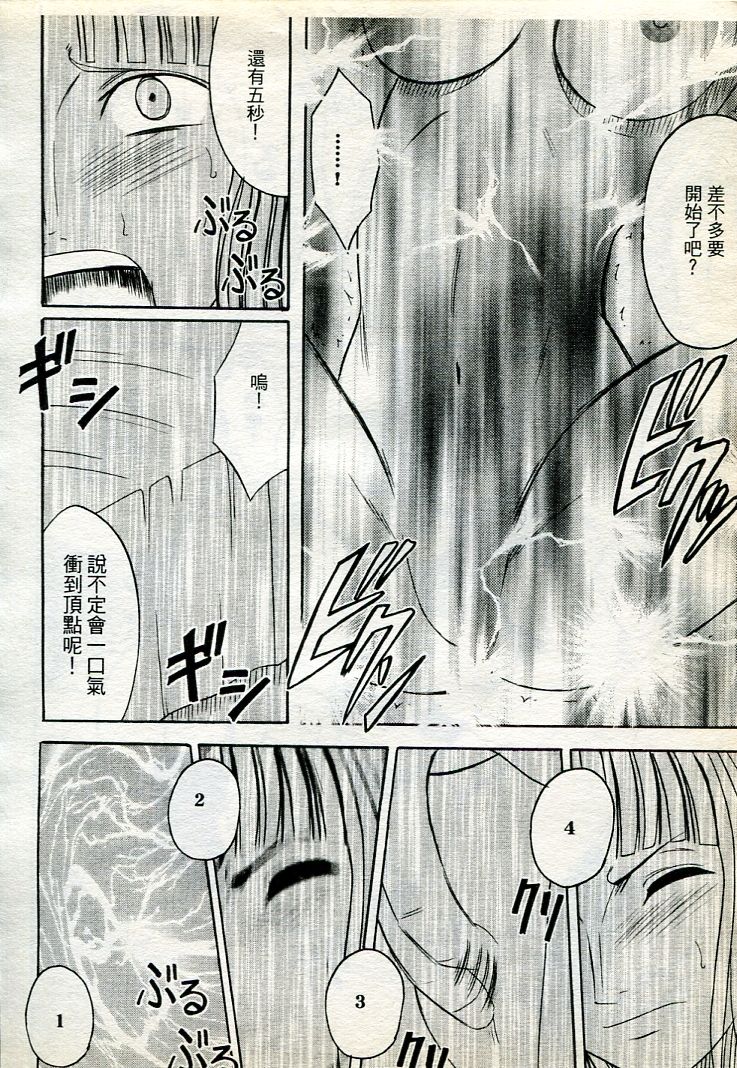 差不多要
開始了吧？
……！
ビクッ
ビクン
還有五秒！
ぶる
ぶる
嗚！
ギシ
ギシ
說不定會一口氣
衝到頂點呢！
4
クリ
3
クリ
2
ぶる
ぶる
1